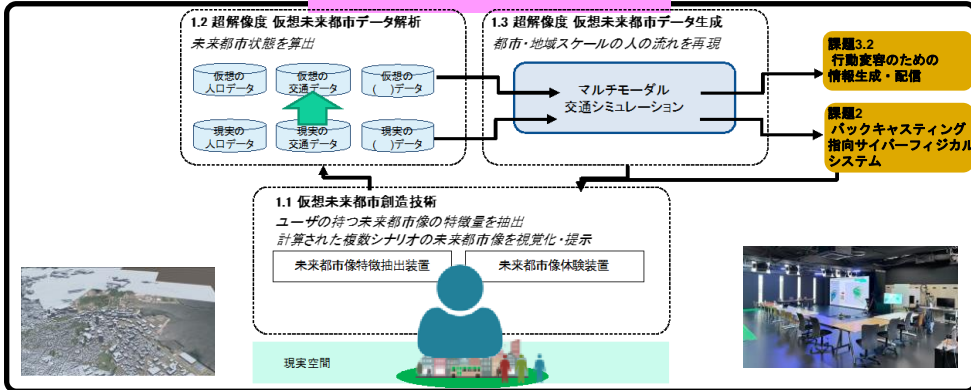 1.2 超解像度 仮想未来都市データ解析
未来都市状態を算出
仮想の
人口データ
仮想の
交通データ
仮想の
( )データ
現実の
人口データ
現実の
交通データ
現実の
( )データ
1.3 超解像度 仮想未来都市データ生成
都市・地域スケールの人の流れを再現
マルチモーダル
交通シミュレーション
課題3.2
行動変容のための
情報生成・配信
課題2
バックキャスティング
指向サイバーフィジカル
システム
1.1 仮想未来都市創造技術
ユーザの持つ未来都市像の特徴量を抽出
計算された複数シナリオの未来都市像を視覚化・提示
未来都市像特徴抽出装置
未来都市像体験装置
現実空間